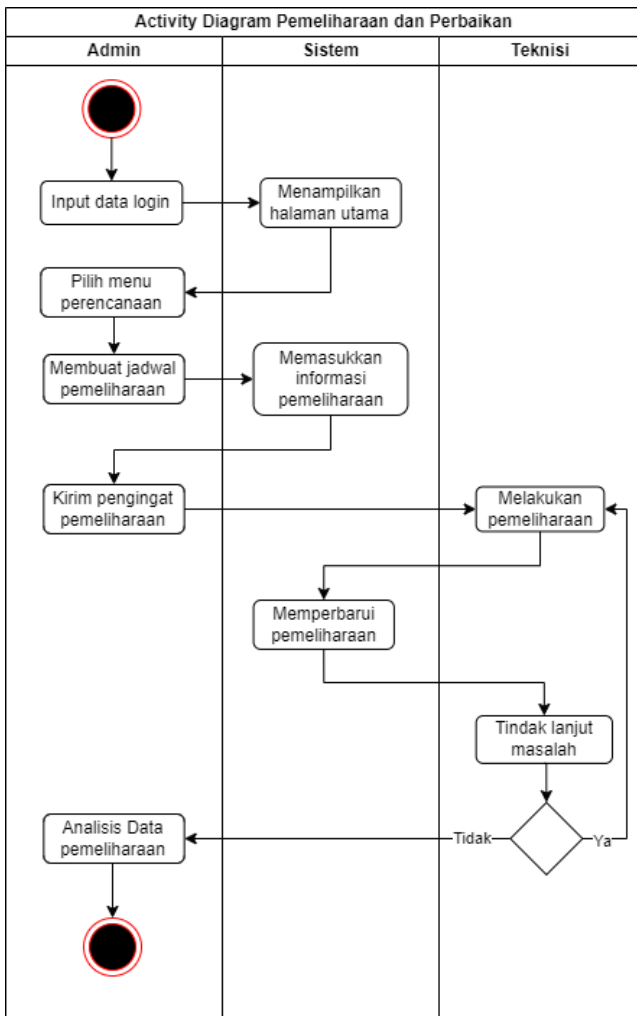 Activity Diagram Pemeliharaan dan Perbaikan
Admin
Sistem
Teknisi
Input data login
Menampilkan
halaman utama
Pilih menu
perencanaan
Membuat jadwal
pemeliharaan
Memasukkan
informasi
pemeliharaan
Kirim pengingat
pemeliharaan
Melakukan
pemeliharaan
Memperbarui
pemeliharaan
Tindak lanjut
masalah
Tidak
Ya
Analisis Data
pemeliharaan